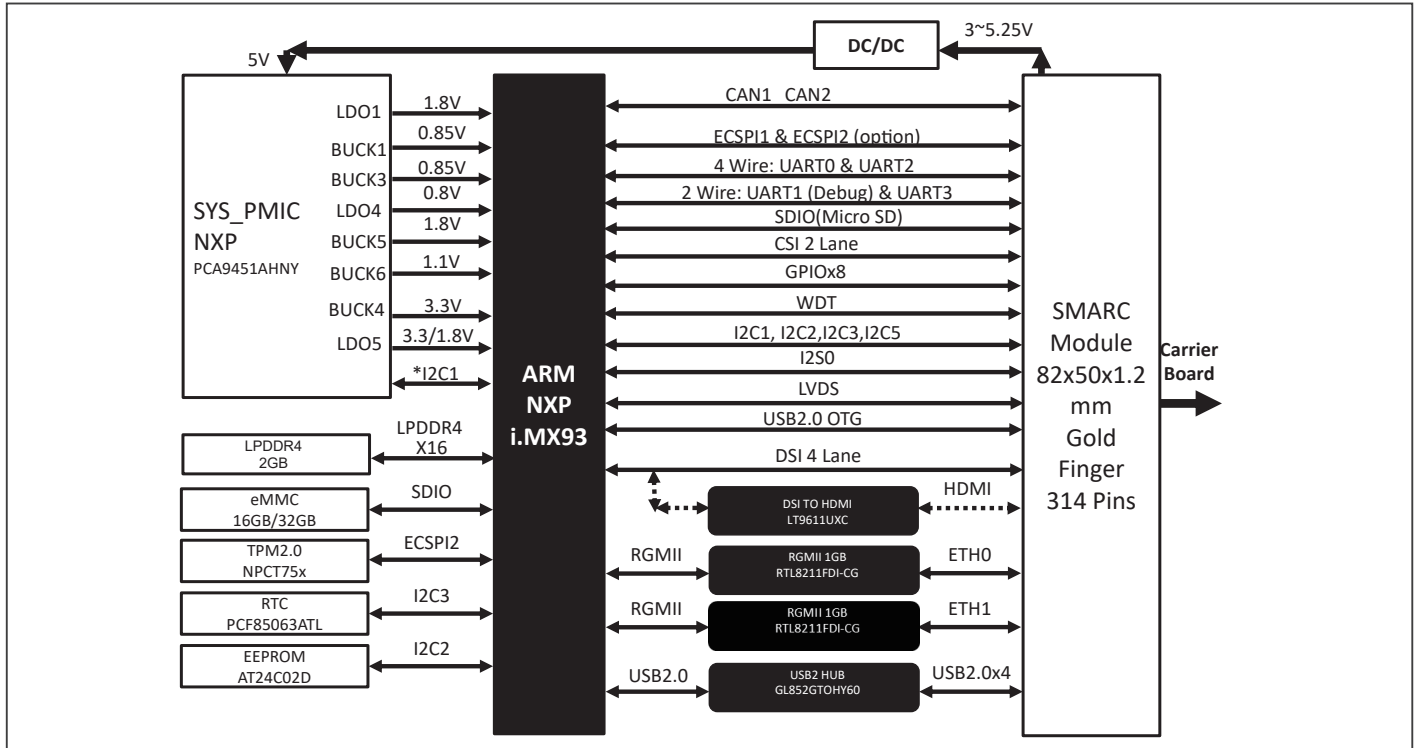 DC/DC
3~5.25V
5V
SYS_PMIC
NXP
PCA9451AHNY
LDO1
1.8V
BUCK1
0.85V
BUCK3
0.85V
LDO4
0.8V
BUCK5
1.8V
BUCK6
1.1V
BUCK4
3.3V
LDO5
3.3/1.8V
*I2C1
LPDDR4
2GB
LPDDR4
X16
eMMC
16GB/32GB
SDIO
TPM2.0
NPCT75x
ECSPI2
RTC
PCF85063ATL
I2C3
EEPROM
AT24C02D
I2C2
ARM
NXP
i.MX93
CAN1 CAN2
ECSPI1 & ECSPI2 (option)
4 Wire: UART0 & UART2
2 Wire: UART1 (Debug) & UART3
SDIO(Micro SD)
CSI 2 Lane
GPIOx8
WDT
I2C1, I2C2,I2C3,I2C5
I2S0
LVDS
USB2.0 OTG
DSI 4 Lane
DSI TO HDMI
LT9611UXC
HDMI
RGMII
RGMII 1GB
RTL8211FDI-CG
ETH0
RGMII
RGMII 1GB
RTL8211FDI-CG
ETH1
USB2.0
USB2 HUB
GL852GTOHY60
USB2.0x4
SMARC
Module
82x50x1.2
mm
Gold
Finger
314 Pins
Carrier
Board